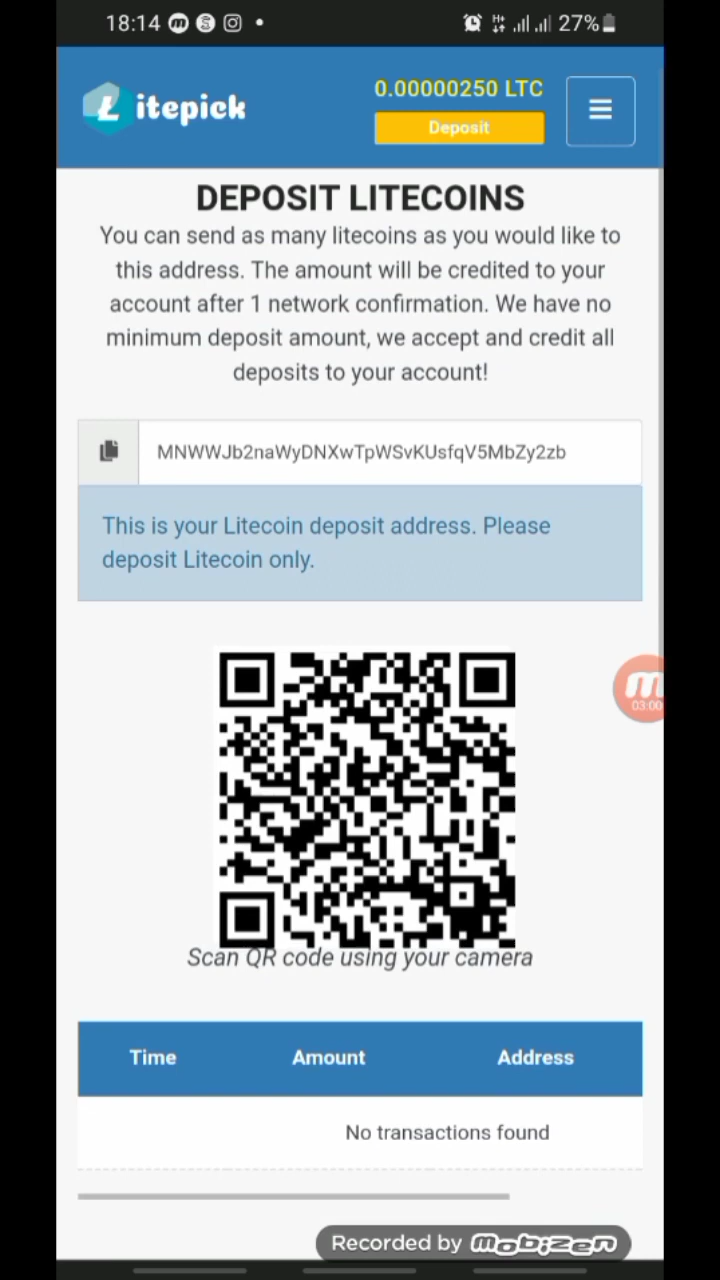 18:14 27%
Litepick
0.00000250 LTC
Deposit
DEPOSIT LITECOINS
You can send as many litecoins as you would like to
this address. The amount will be credited to your
account after 1 network confirmation. We have no
minimum deposit amount, we accept and credit all
deposits to your account!
MNWWJb2naWyDNXwTpWSvKUsfqV5MbZy2zb
This is your Litecoin deposit address. Please
deposit Litecoin only.
03:00
Scan QR code using your camera
Time Amount Address
No transactions found
Recorded by mobizen